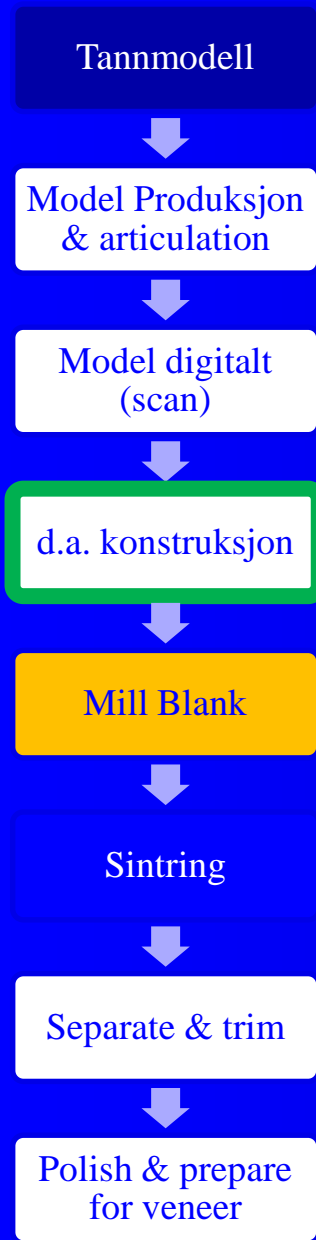 Tannmodell
Model Produksjon
& articulation
Model digitalt
(scan)
d.a. konstruksjon
Mill Blank
Sintring
Separate & trim
Polish & prepare
for veneer